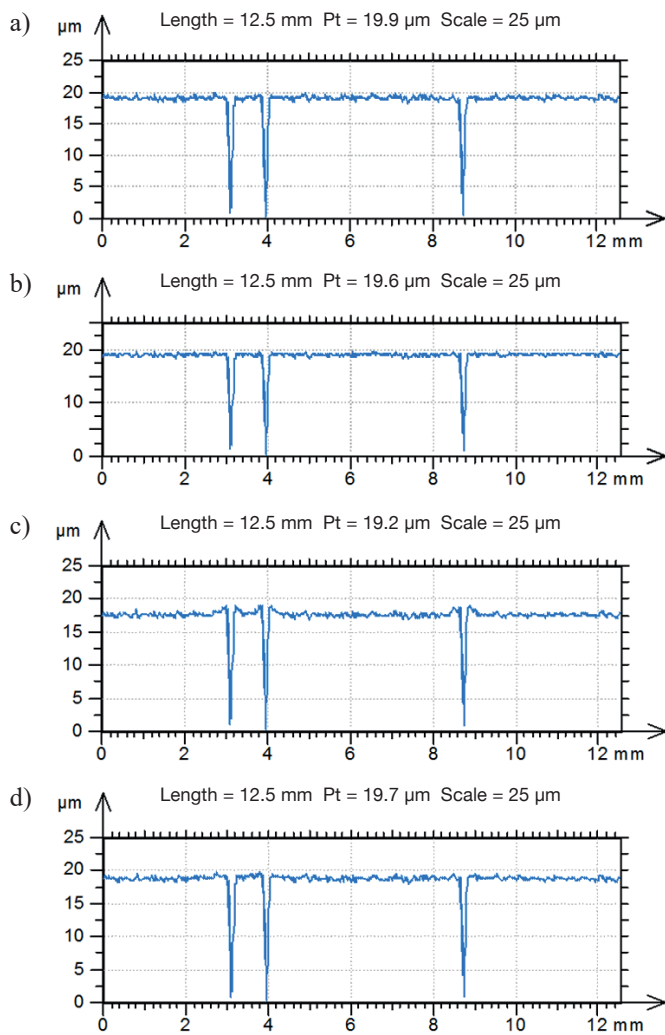 a) µm Length = 12.5 mm Pt = 19.9 µm Scale = 25 µm
25
20
15
10
5
0
0 2 4 6 8 10 12 mm
b) µm Length = 12.5 mm Pt = 19.6 µm Scale = 25 µm
20
10
0
0 2 4 6 8 10 12 mm
c) µm Length = 12.5 mm Pt = 19.2 µm Scale = 25 µm
25
20
15
10
5
0
0 2 4 6 8 10 12 mm
d) µm Length = 12.5 mm Pt = 19.7 µm Scale = 25 µm
25
20
15
10
5
0
0 2 4 6 8 10 12 mm